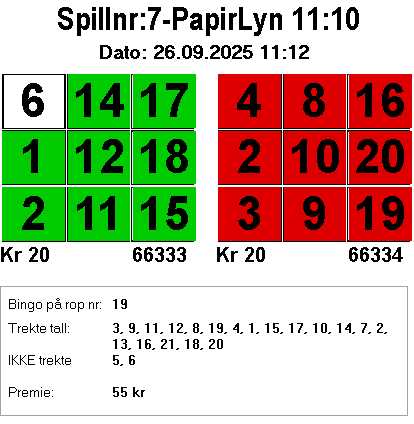 Spillnr:7-PapirLyn 11:10
Dato: 26.09.2025 11:12
6 14 17 4 8 16
1 12 18 2 10 20
2 11 15 3 9 19
Kr 20 66333 Kr 20 66334
Bingo på rop nr: 19
Trekte tall: 3, 9, 11, 12, 8, 19, 4, 1, 15, 17, 10, 14, 7, 2,
13, 16, 21, 18, 20
IKKE trekte 5, 6
Premie: 55 kr